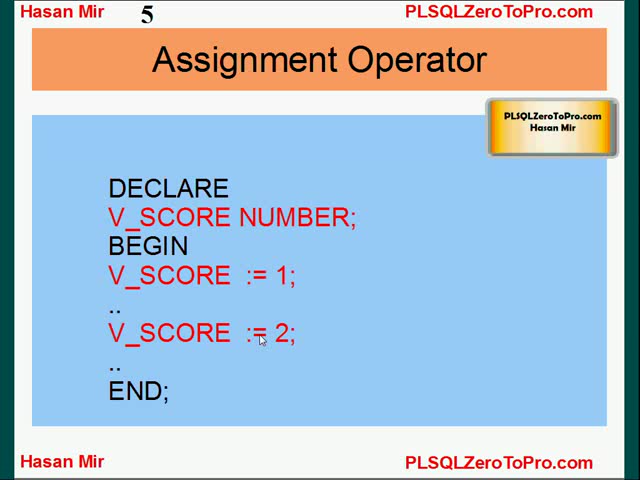 Hasan Mir 5 PLSQLZeroToPro.com
Assignment Operator
PLSQLZeroToPro.com
Hasan Mir
DECLARE
V_SCORE NUMBER;
BEGIN
V_SCORE := 1;
..
V_SCORE := 2;
..
END;
Hasan Mir PLSQLZeroToPro.com